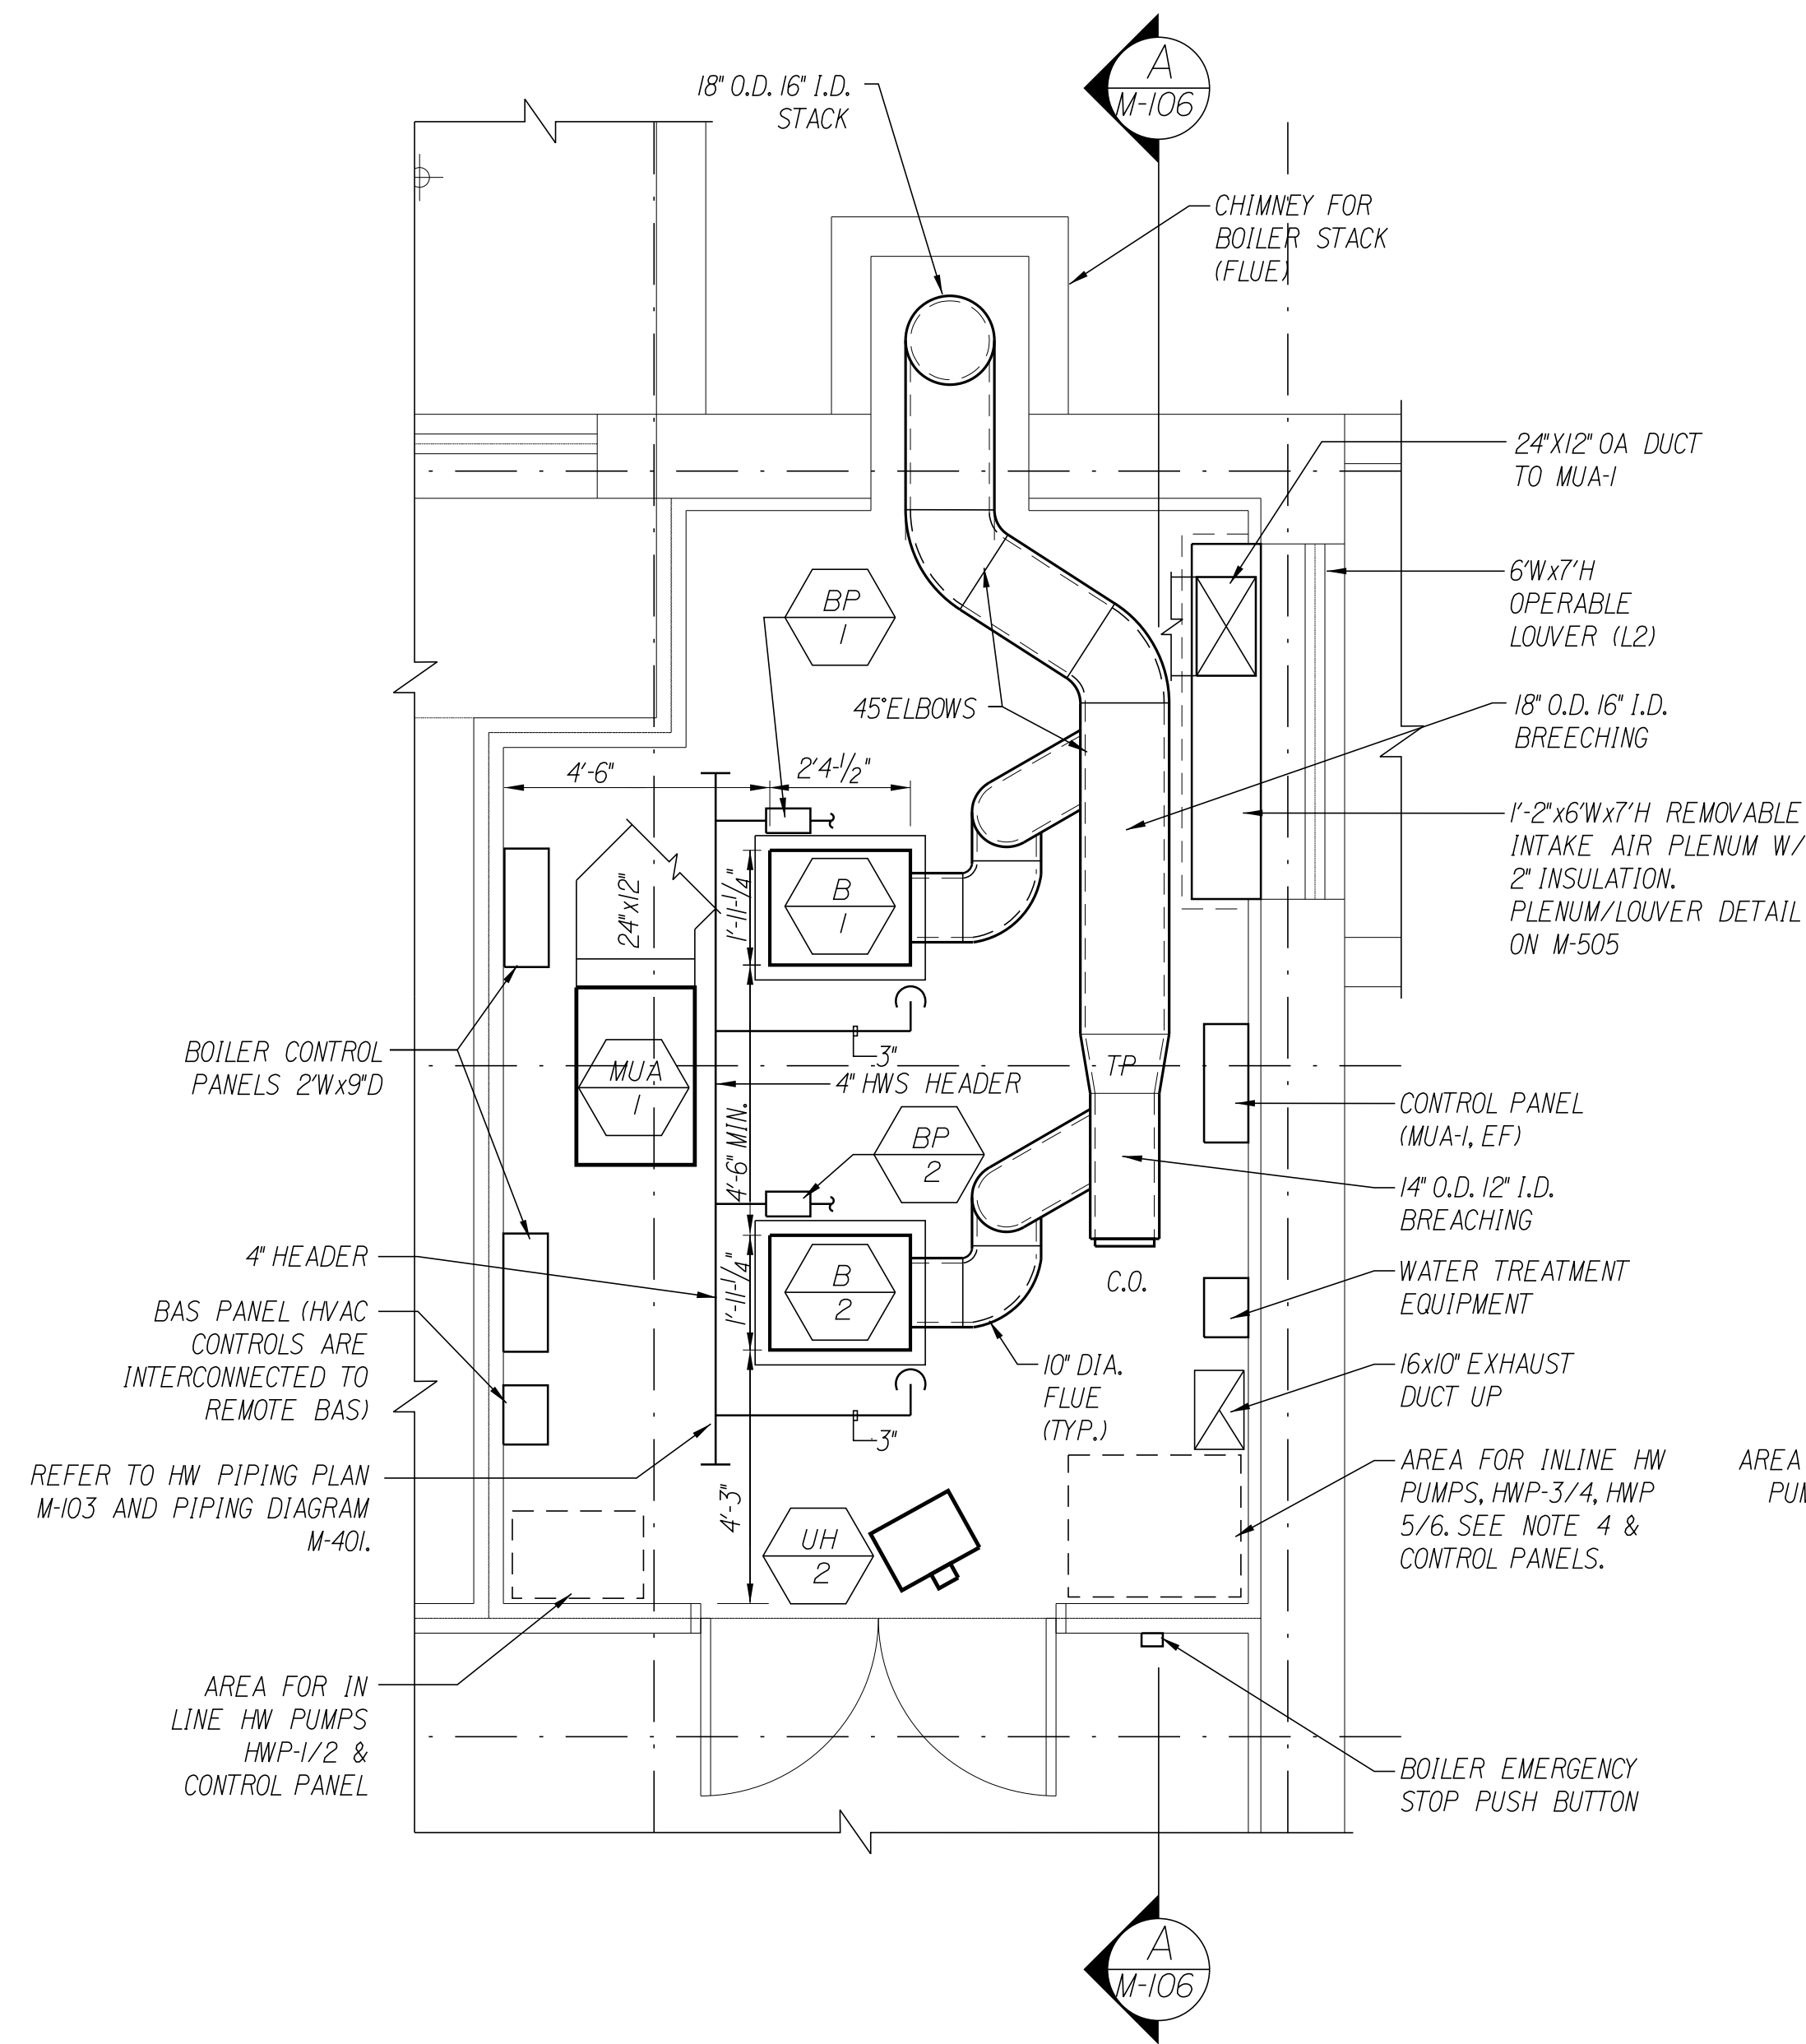 A
M-106
18" O.D. 16" I.D.
STACK
CHIMNEY FOR
BOILER STACK
(FLUE)
24"X12" OA DUCT
TO MUA-1
6'Wx7'H
OPERABLE
LOUVER (L2)
BP
1
45°ELBOWS
18" O.D. 16" I.D.
BREECHING
4'-6"
2'4-1/2"
1'-2"x6'Wx7'H REMOVABLE
INTAKE AIR PLENUM W/
2" INSULATION.
PLENUM/LOUVER DETAIL
ON M-505
24"x12"
1'-11-1/4"
B
1
BOILER CONTROL
PANELS 2'Wx9"D
MUA
1
3"
4" HWS HEADER
TP
CONTROL PANEL
(MUA-1, EF)
4'-6" MIN.
BP
2
14" O.D. 12" I.D.
BREACHING
4" HEADER
1'-11-1/4"
B
2
C.O.
WATER TREATMENT
EQUIPMENT
BAS PANEL (HVAC
CONTROLS ARE
INTERCONNECTED TO
REMOTE BAS)
10" DIA.
FLUE
(TYP.)
16x10" EXHAUST
DUCT UP
3"
REFER TO HW PIPING PLAN
M-103 AND PIPING DIAGRAM
M-401.
4'-3"
UH
2
AREA FOR INLINE HW
PUMPS, HWP-3/4, HWP
5/6. SEE NOTE 4 &
CONTROL PANELS.
AREA
AREA FOR IN
LINE HW PUMPS
HWP-1/2 &
CONTROL PANEL
BOILER EMERGENCY
STOP PUSH BUTTON
A
M-106